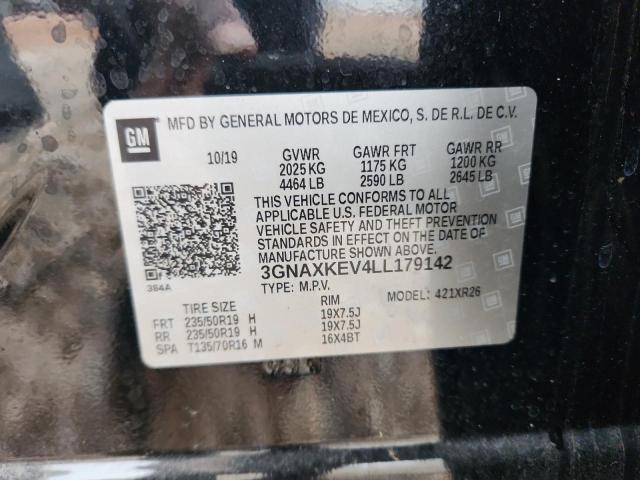 GM
MFD BY GENERAL MOTORS DE MEXICO, S. DE R.L. DE C.V.
10/19 GVWR GAWR FRT GAWR RR
2025 KG 1175 KG 1200 KG
4464 LB 2590 LB 2645 LB
THIS VEHICLE CONFORMS TO ALL
APPLICABLE U.S. FEDERAL MOTOR
VEHICLE SAFETY AND THEFT PREVENTION
STANDARDS IN EFFECT ON THE DATE OF
MANUFACTURE SHOWN ABOVE.
3GNAXKEV4LL179142
384A
TYPE: M.P.V. MODEL: 421XR26
TIRE SIZE RIM
FRT 235/50R19 H 19X7.5J
RR 235/50R19 H 19X7.5J
SPA T135/70R16 M 16X4BT